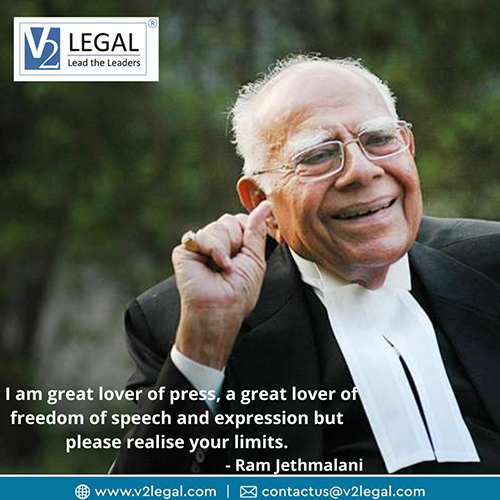 V2 LEGAL ®
Lead the Leaders
I am great lover of press, a great lover of
freedom of speech and expression but
please realise your limits.
- Ram Jethmalani
www.v2legal.com | contactus@v2legal.com